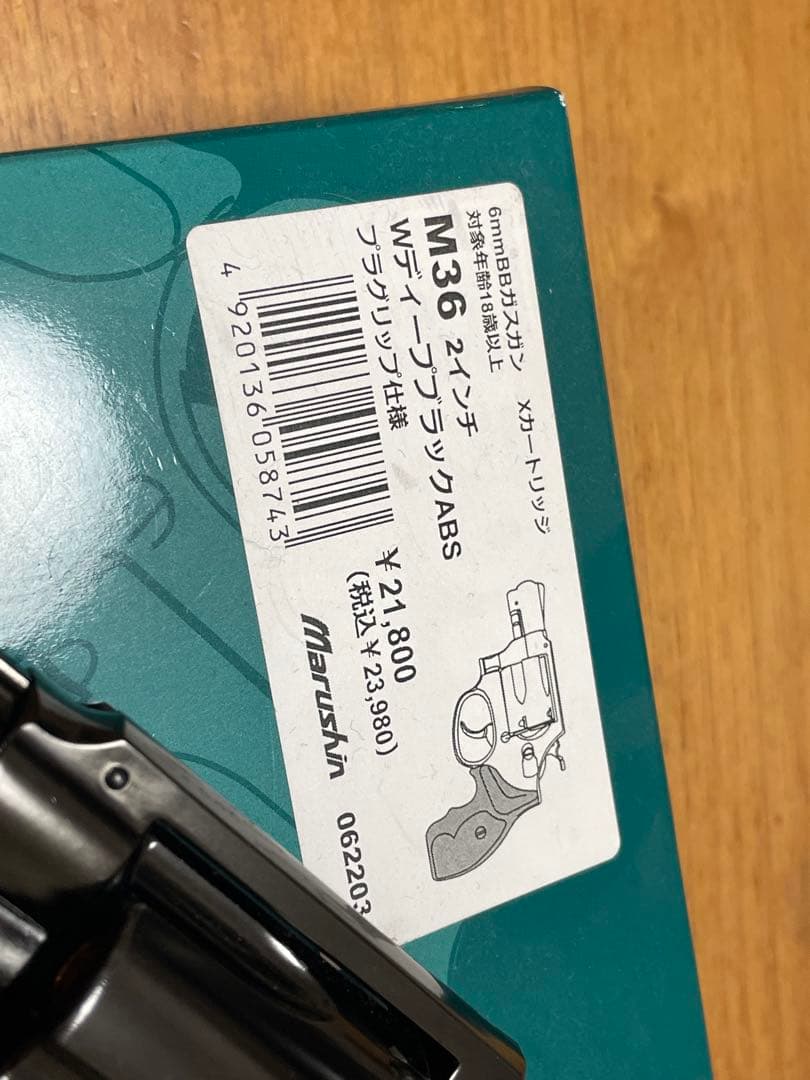 6mmBBガスガン Xカートリッジ
対象年齢18歳以上
M36 2インチ
Wディープブラック​ABS
プラグリップ仕様
4 920136 058743
￥21,800
(税込￥23,980)
Marushin 062203